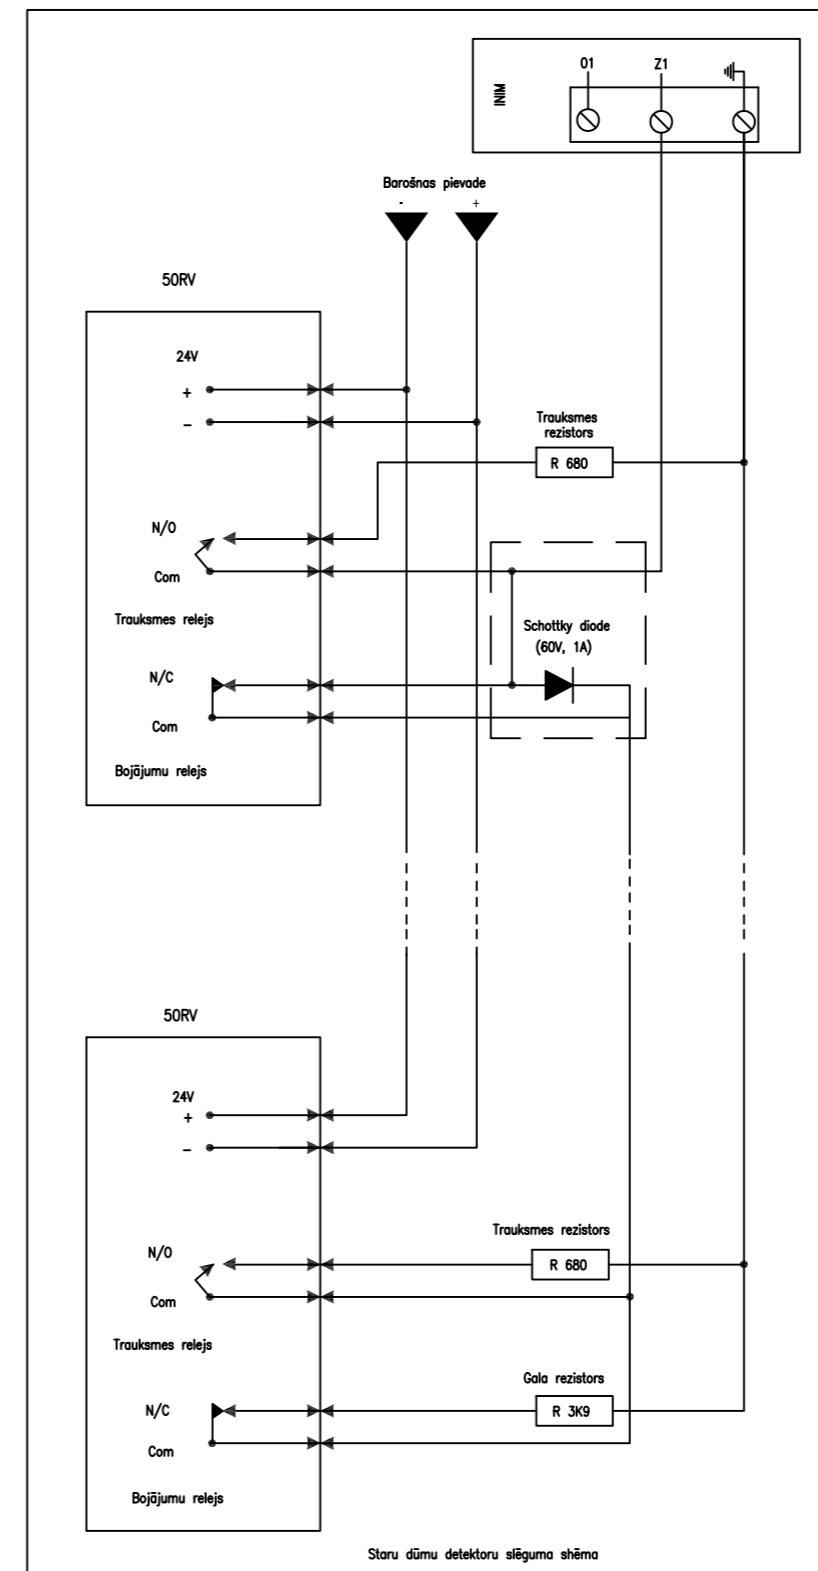 INIM
O1
Z1
Barošnas pievade
- +
50RV
24V
+
-
Trauksmes
rezistors
R 680
N/O
Com
Trauksmes relejs
Schottky diode
(60V, 1A)
N/C
Com
Bojājumu relejs
50RV
24V
+
-
Trauksmes rezistors
N/O
R 680
Com
Trauksmes relejs
Gala rezistors
N/C
R 3K9
Com
Bojājumu relejs
Staru dūmu detektoru slēguma shēma